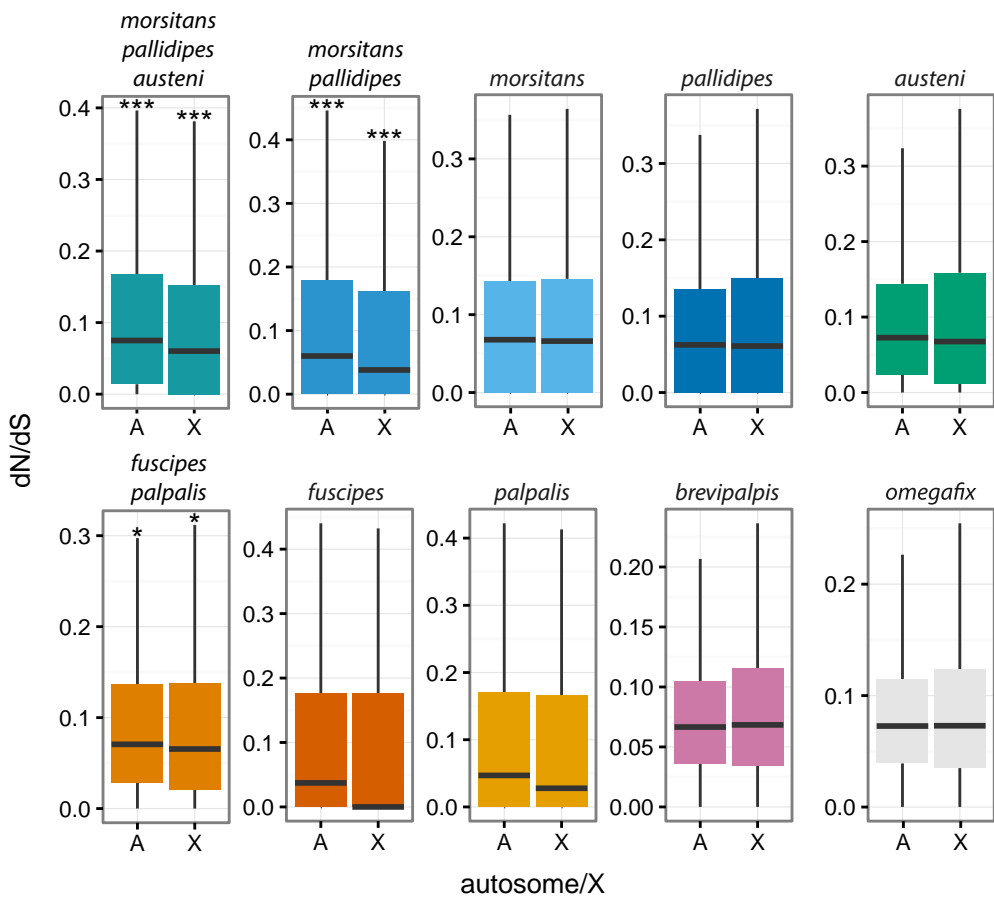 morsitans
pallidipes
austeni
morsitans
pallidipes
morsitans
pallidipes
austeni
*** ***
*** ***
0.4
0.3
0.2
0.1
0.0
A X
0.4
0.3
0.2
0.1
0.0
A X
0.3
0.2
0.1
0.0
A X
0.3
0.2
0.1
0.0
A X
0.3
0.2
0.1
0.0
A X
dN/dS
fuscipes
palpalis
fuscipes
palpalis
brevipalpis
omegafix
* *
0.3
0.2
0.1
0.0
A X
0.4
0.3
0.2
0.1
0.0
A X
0.4
0.3
0.2
0.1
0.0
A X
0.20
0.15
0.10
0.05
0.00
A X
0.2
0.1
0.0
A X
autosome/X